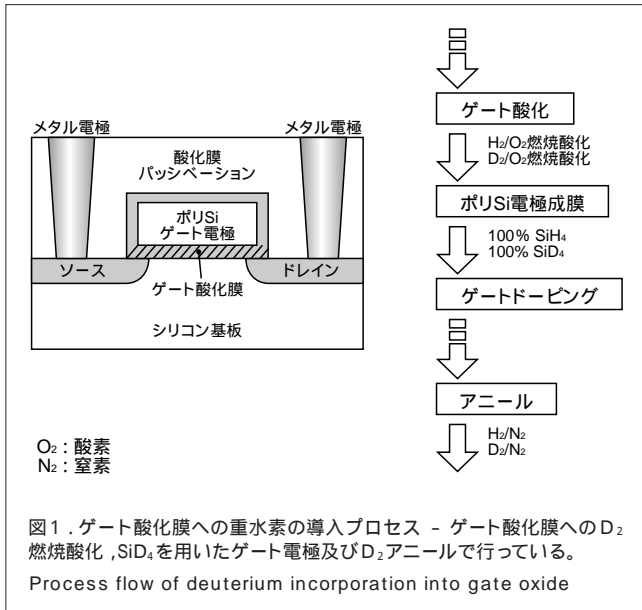 メタル電極
メタル電極
酸化膜
パッシベーション
ポリSi
ゲート電極
ソース
ドレイン
ゲート酸化膜
シリコン基板
O₂：酸素
N₂：窒素
ゲート酸化
H₂/O₂燃焼酸化
D₂/O₂燃焼酸化
ポリSi電極成膜
100% SiH₄
100% SiD₄
ゲートドーピング
アニール
H₂/N₂
D₂/N₂
図1．ゲート酸化膜への重水素の導入プロセス － ゲート酸化膜へのD₂
燃焼酸化，SiD₄を用いたゲート電極及びD₂アニールで行っている。
Process flow of deuterium incorporation into gate oxide